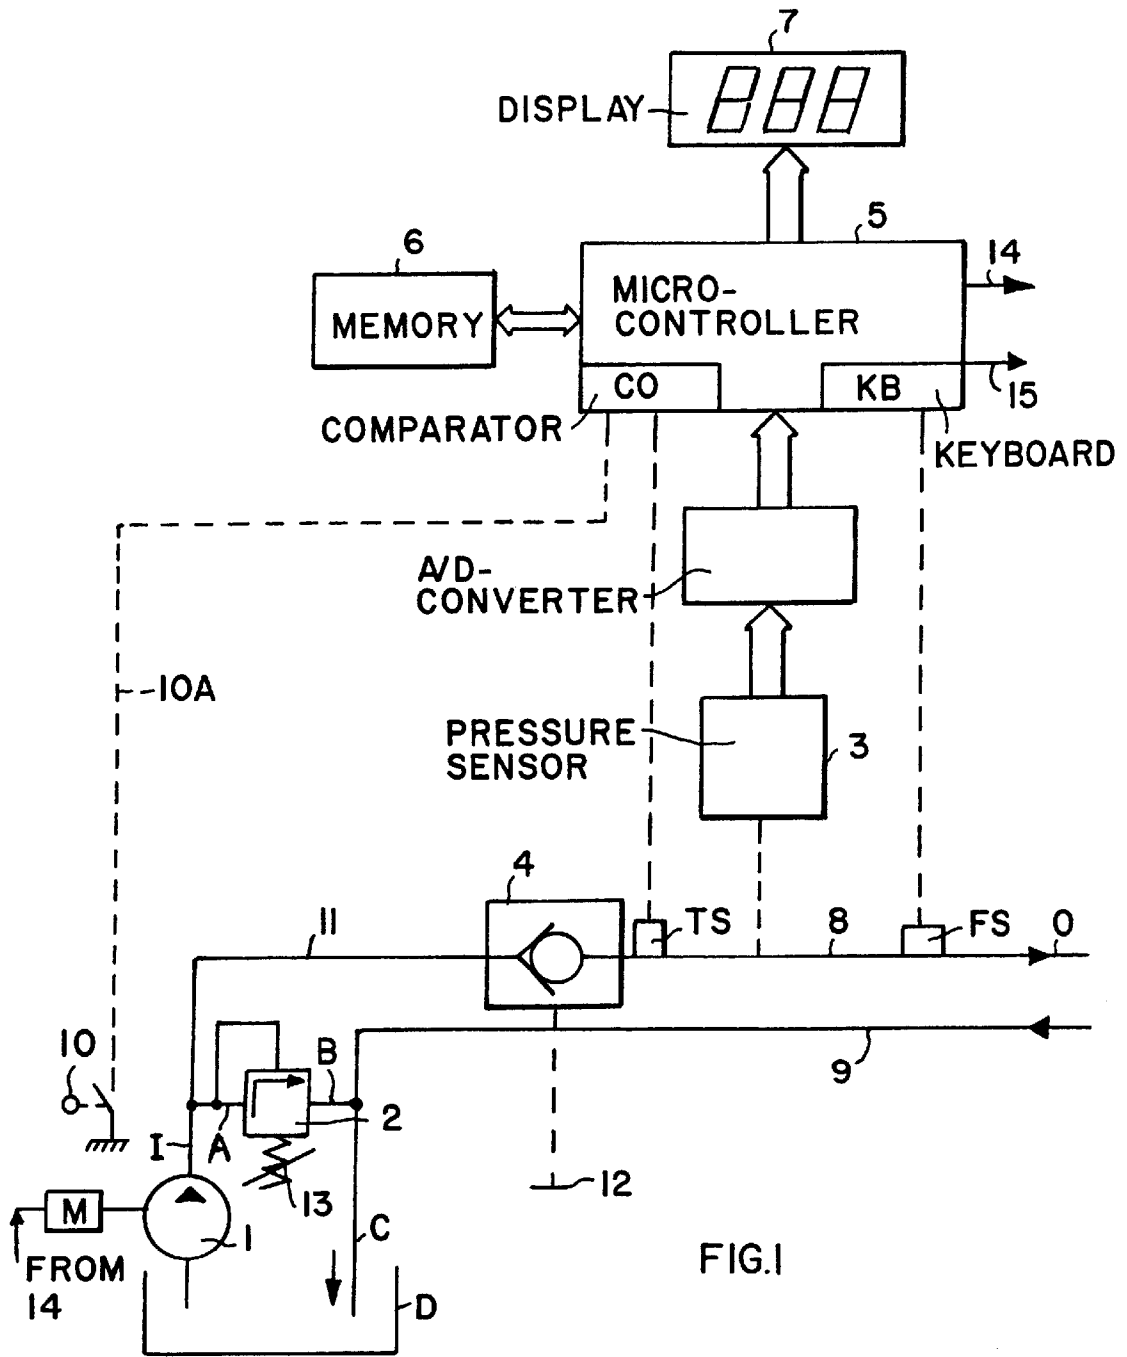 7
DISPLAY
888
5
6
14
MICRO-
CONTROLLER
MEMORY
CO
KB
15
COMPARATOR
KEYBOARD
A/D-
CONVERTER
10A
PRESSURE
SENSOR
3
4
11
TS
8
FS
O
10
B
9
I
A
2
12
13
M
1
C
FROM
14
D
FIG.1